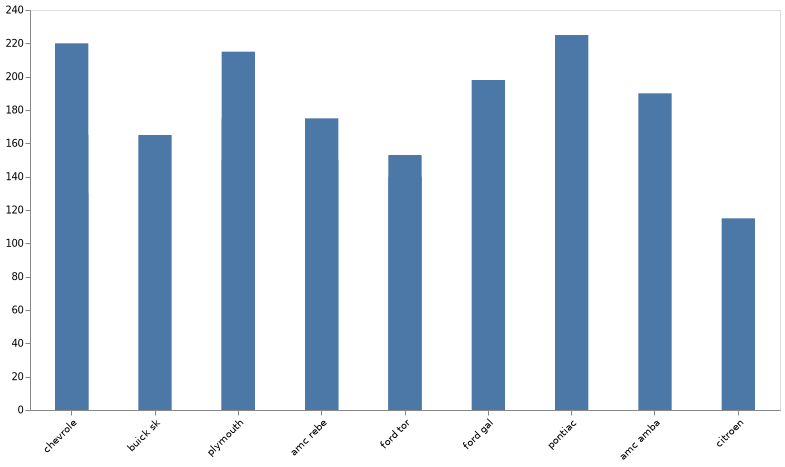 240
220
200
180
160
140
120
100
80
60
40
20
0
chevrole
buick sk
plymouth
amc rebe
ford tor
ford gal
pontiac
amc amba
citroen